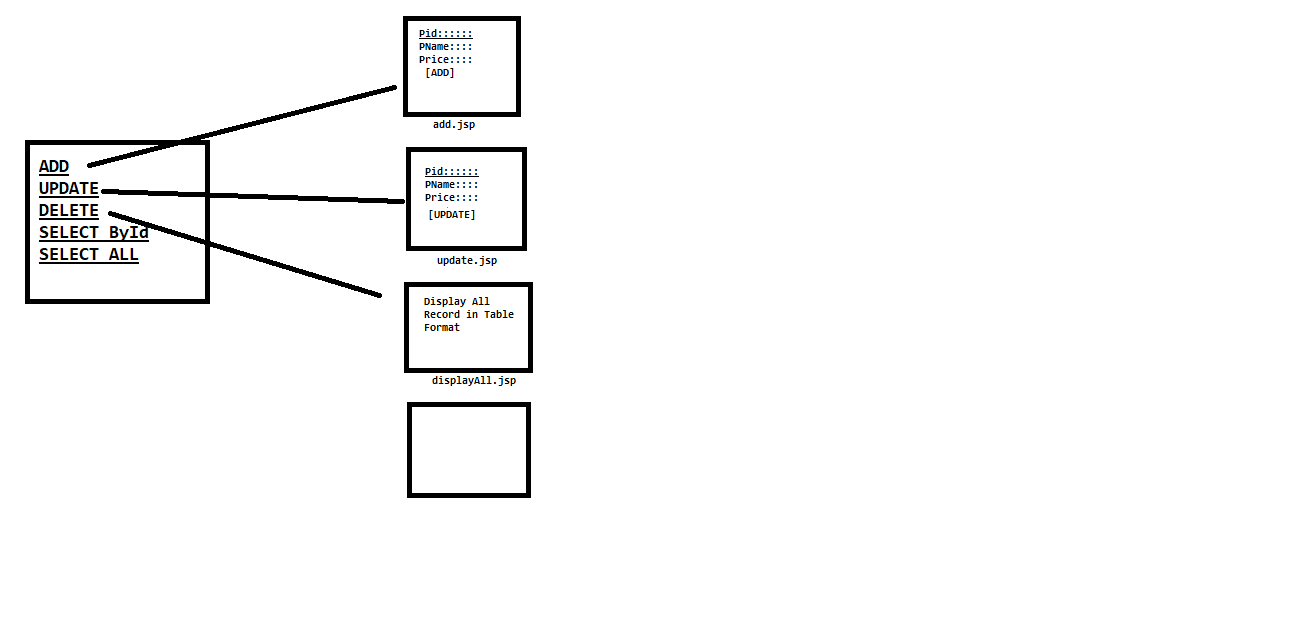 ADD
UPDATE
DELETE
SELECT ById
SELECT ALL
Pid::::::
PName::::
Price::::
[ADD]
add.jsp
Pid::::::
PName::::
Price::::
[UPDATE]
update.jsp
Display All
Record in Table
Format
displayAll.jsp